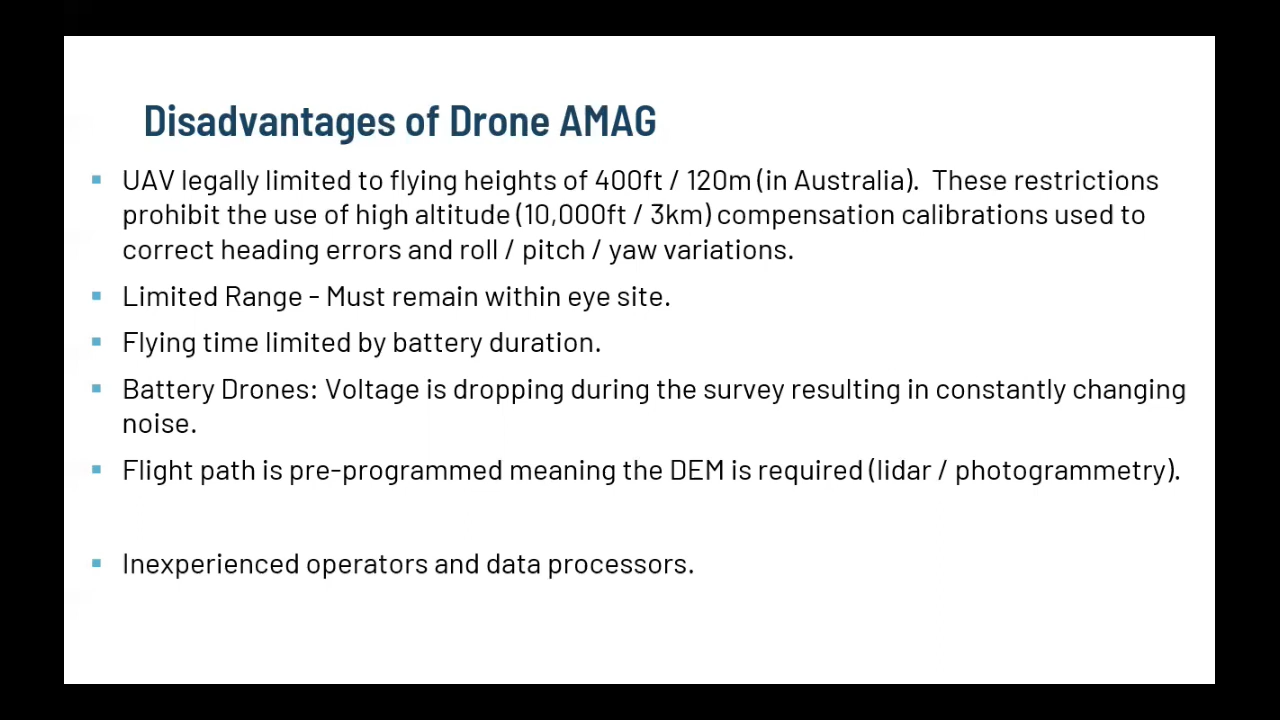 Disadvantages of Drone AMAG
▪ UAV legally limited to flying heights of 400ft / 120m (in Australia).  These restrictions
prohibit the use of high altitude (10,000ft / 3km) compensation calibrations used to
correct heading errors and roll / pitch / yaw variations.
▪ Limited Range - Must remain within eye site.
▪ Flying time limited by battery duration.
▪ Battery Drones: Voltage is dropping during the survey resulting in constantly changing
noise.
▪ Flight path is pre-programmed meaning the DEM is required (lidar / photogrammetry).
▪ Inexperienced operators and data processors.